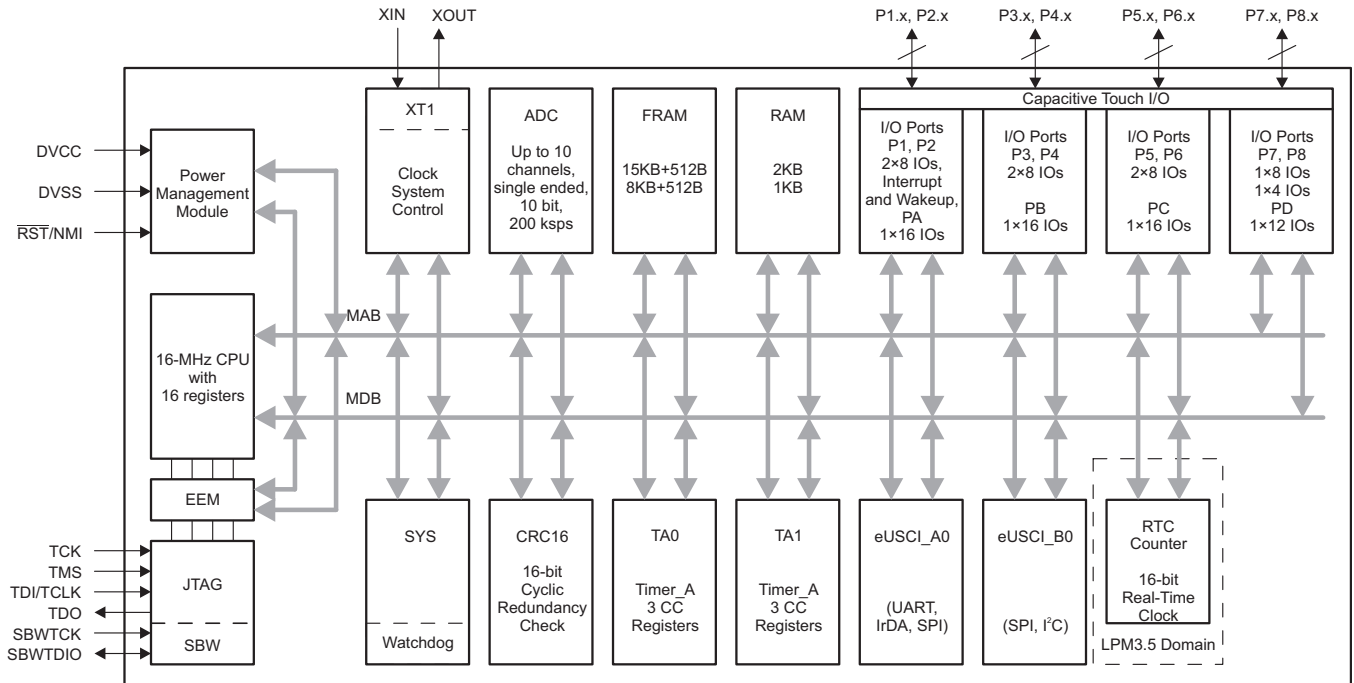 XIN
XOUT
P1.x, P2.x
P3.x, P4.x
P5.x, P6.x
P7.x, P8.x
DVCC
DVSS
RST/NMI
Power
Management
Module
XT1
Clock
System
Control
ADC
Up to 10
channels,
single ended,
10 bit,
200 ksps
FRAM
15KB+512B
8KB+512B
RAM
2KB
1KB
Capacitive Touch I/O
I/O Ports
P1, P2
2×8 IOs,
Interrupt
and Wakeup,
PA
1×16 IOs
I/O Ports
P3, P4
2×8 IOs
PB
1×16 IOs
I/O Ports
P5, P6
2×8 IOs
PC
1×16 IOs
I/O Ports
P7, P8
1×8 IOs
1×4 IOs
PD
1×12 IOs
MAB
MDB
16-MHz CPU
with
16 registers
EEM
TCK
TMS
TDI/TCLK
TDO
SBWTCK
SBWTDIO
JTAG
SBW
SYS
Watchdog
CRC16
16-bit
Cyclic
Redundancy
Check
TA0
Timer_A
3 CC
Registers
TA1
Timer_A
3 CC
Registers
eUSCI_A0
(UART,
IrDA, SPI)
eUSCI_B0
(SPI, I²C)
RTC
Counter
16-bit
Real-Time
Clock
LPM3.5 Domain